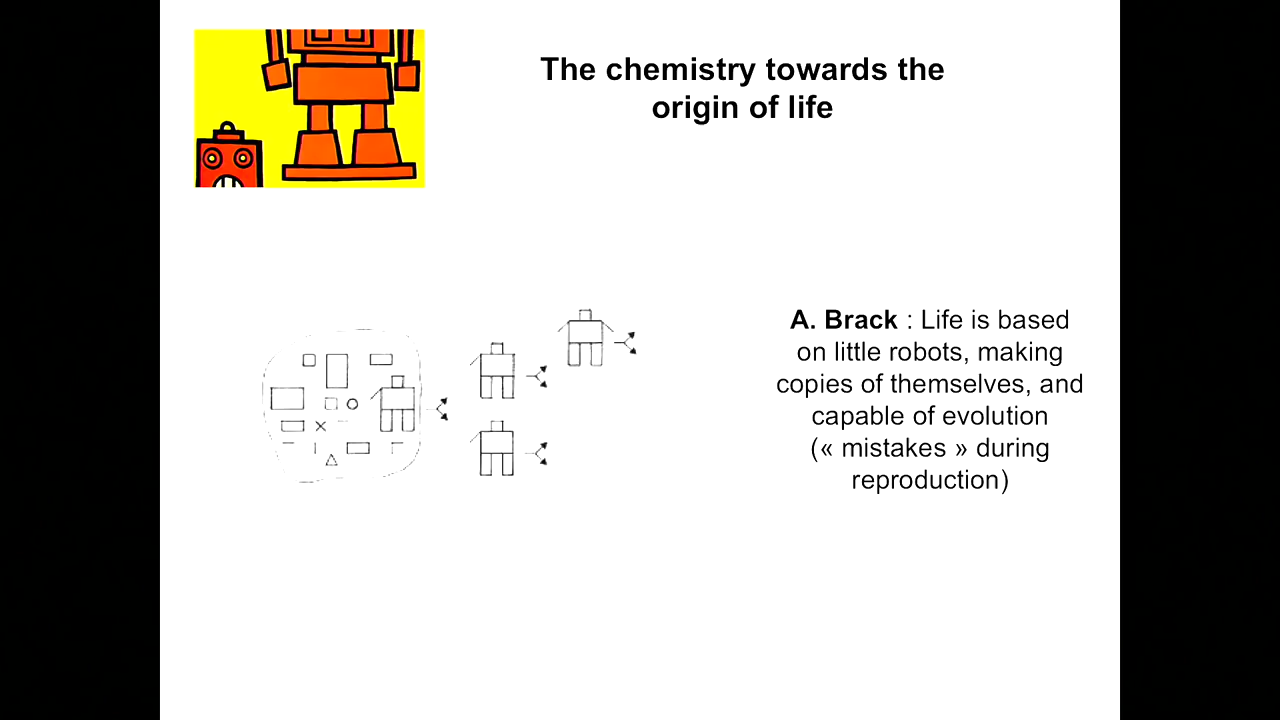 The chemistry towards the
origin of life
A. Brack : Life is based
on little robots, making
copies of themselves, and
capable of evolution
(« mistakes » during
reproduction)